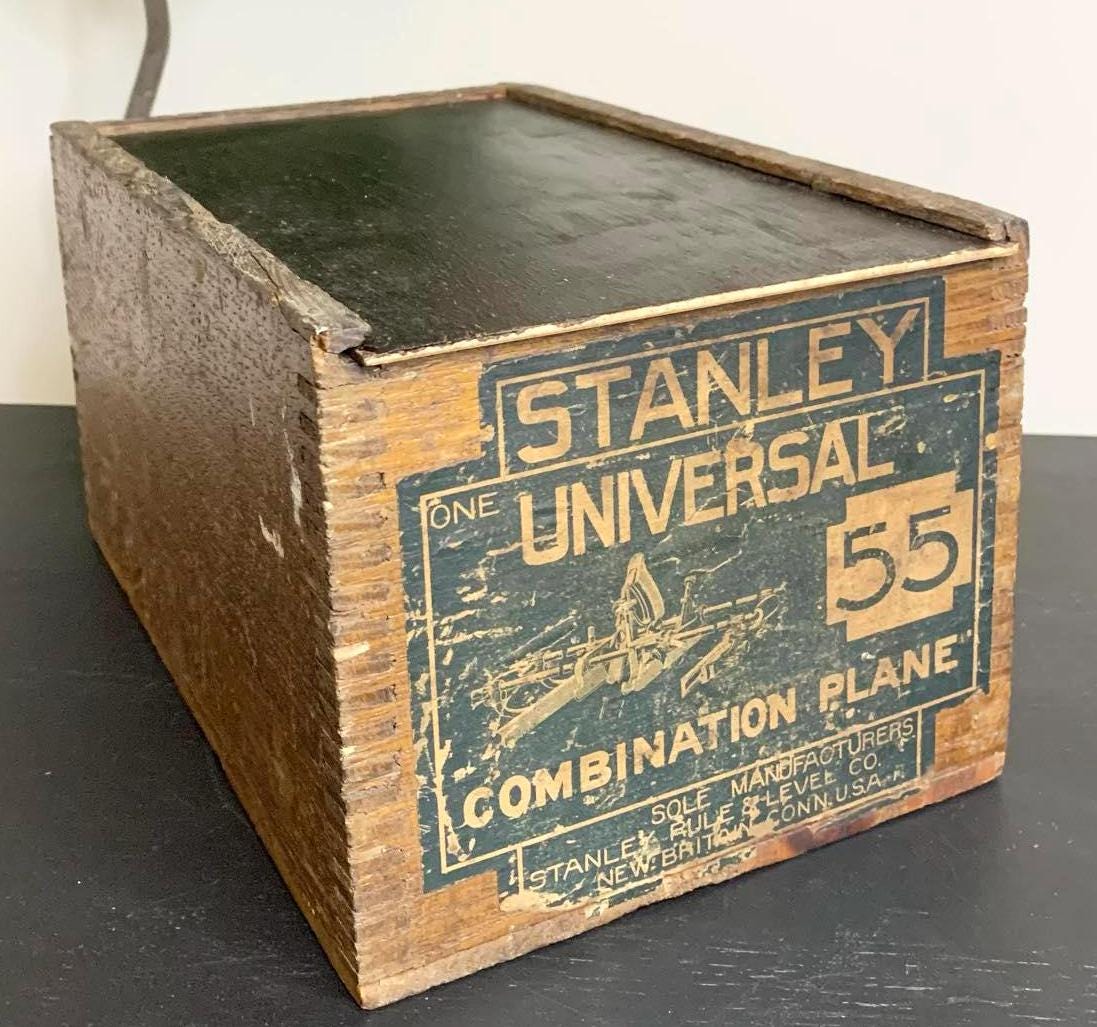 STANLEY
ONE UNIVERSAL
55
COMBINATION PLANE
SOLE MANUFACTURERS
STANLEY RULE & LEVEL CO.
NEW BRITAIN CONN. U.S.A.